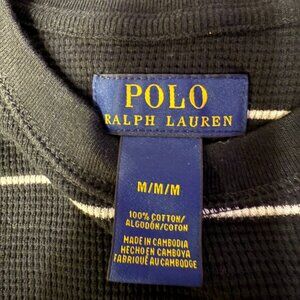 POLO
RALPH LAUREN
M/M/M
100% COTTON/
ALGODÓN/COTON
MADE IN CAMBODIA
HECHO EN CAMBOYA
FABRIQUÉ AU CAMBODGE